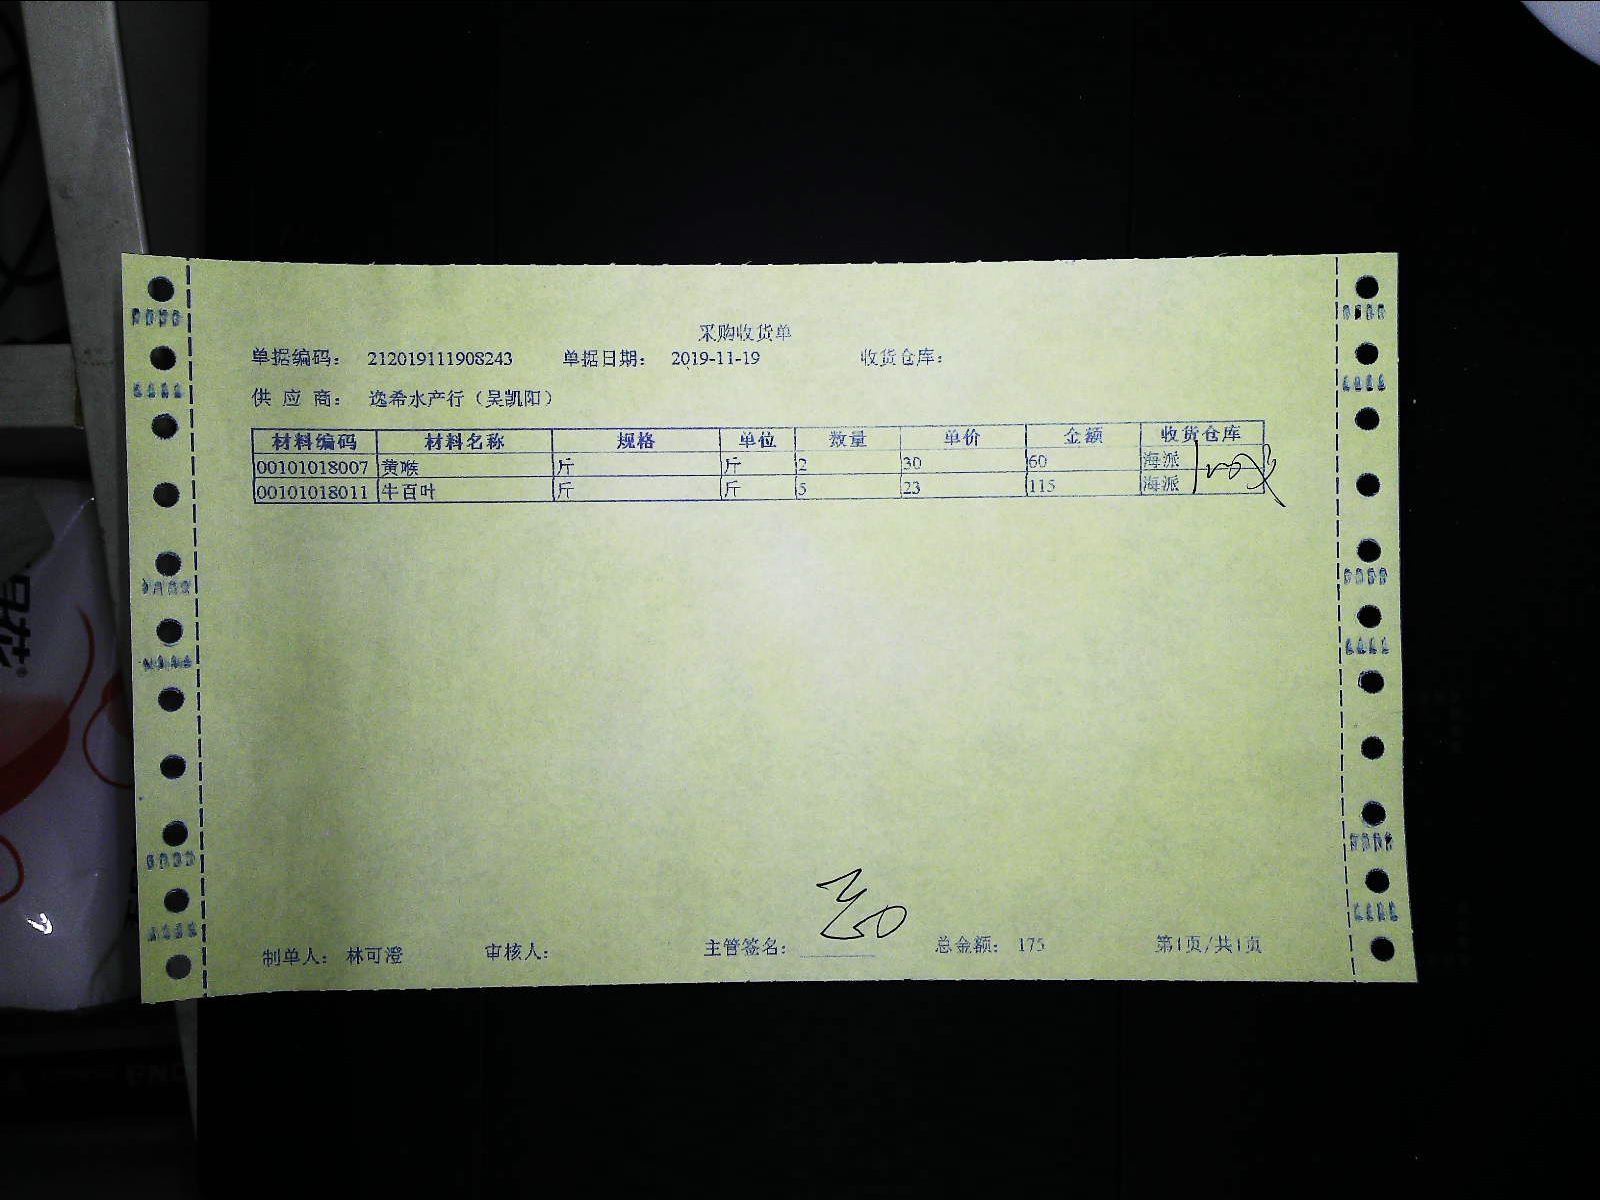 采购收货单
单据编码： 212019111908243 单据日期： 2019-11-19 收货仓库：
供 应 商： 逸希水产行（吴凯阳）
材料编码 材料名称 规格 单位 数量 单价 金额 收货仓库
00101018007 黄喉 斤 斤 2 30 60 海派
00101018011 牛百叶 斤 斤 5 23 115 海派
制单人： 林可澄 审核人： 主管签名： 总金额： 175 第1页/共1页